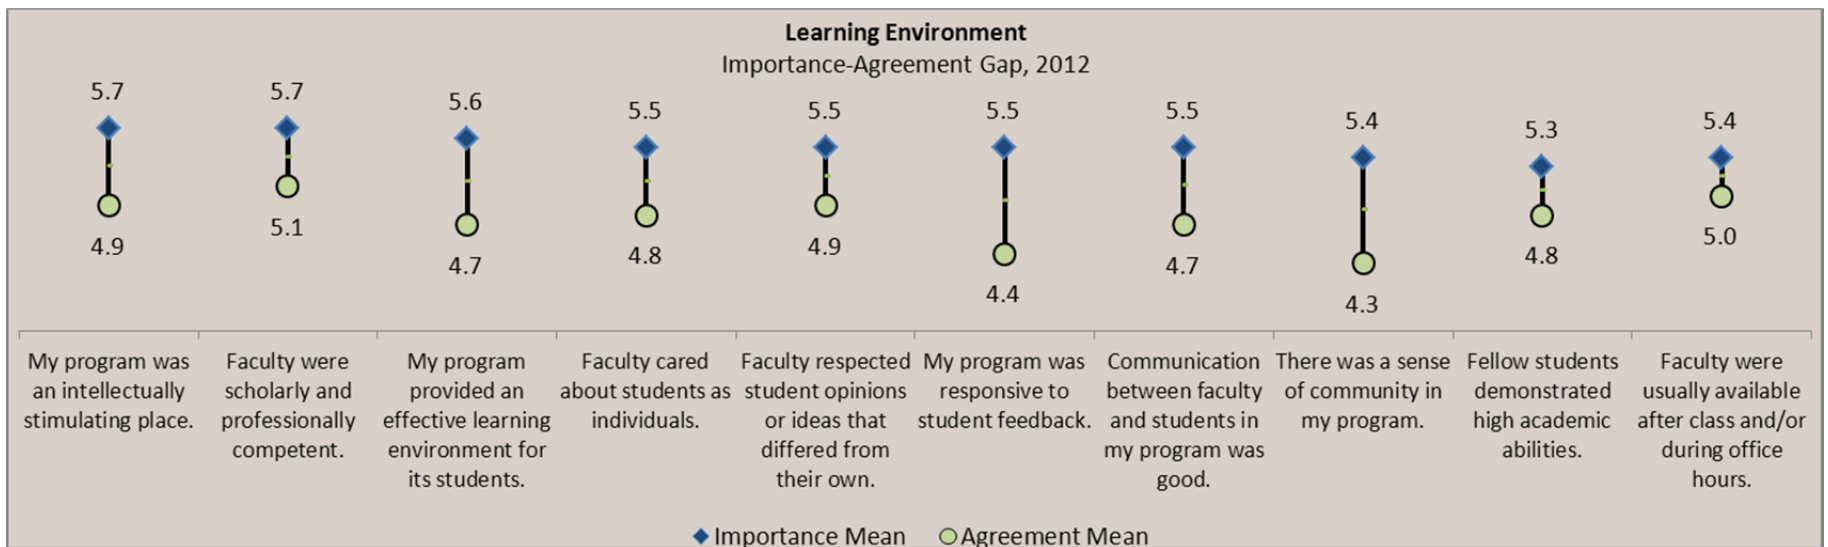 Learning Environment
Importance-Agreement Gap, 2012
5.7 5.7 5.6 5.5 5.5 5.5 5.5 5.4 5.3 5.4
4.9 5.1 4.7 4.8 4.9 4.4 4.7 4.3 4.8 5.0
My program was
an intellectually
stimulating place.
Faculty were
scholarly and
professionally
competent.
My program
provided an
effective learning
environment for
its students.
Faculty cared
about students as
individuals.
Faculty respected
student opinions
or ideas that
differed from
their own.
My program was
responsive to
student feedback.
Communication
between faculty
and students in
my program was
good.
There was a sense
of community in
my program.
Fellow students
demonstrated
high academic
abilities.
Faculty were
usually available
after class and/or
during office
hours.
Importance Mean Agreement Mean